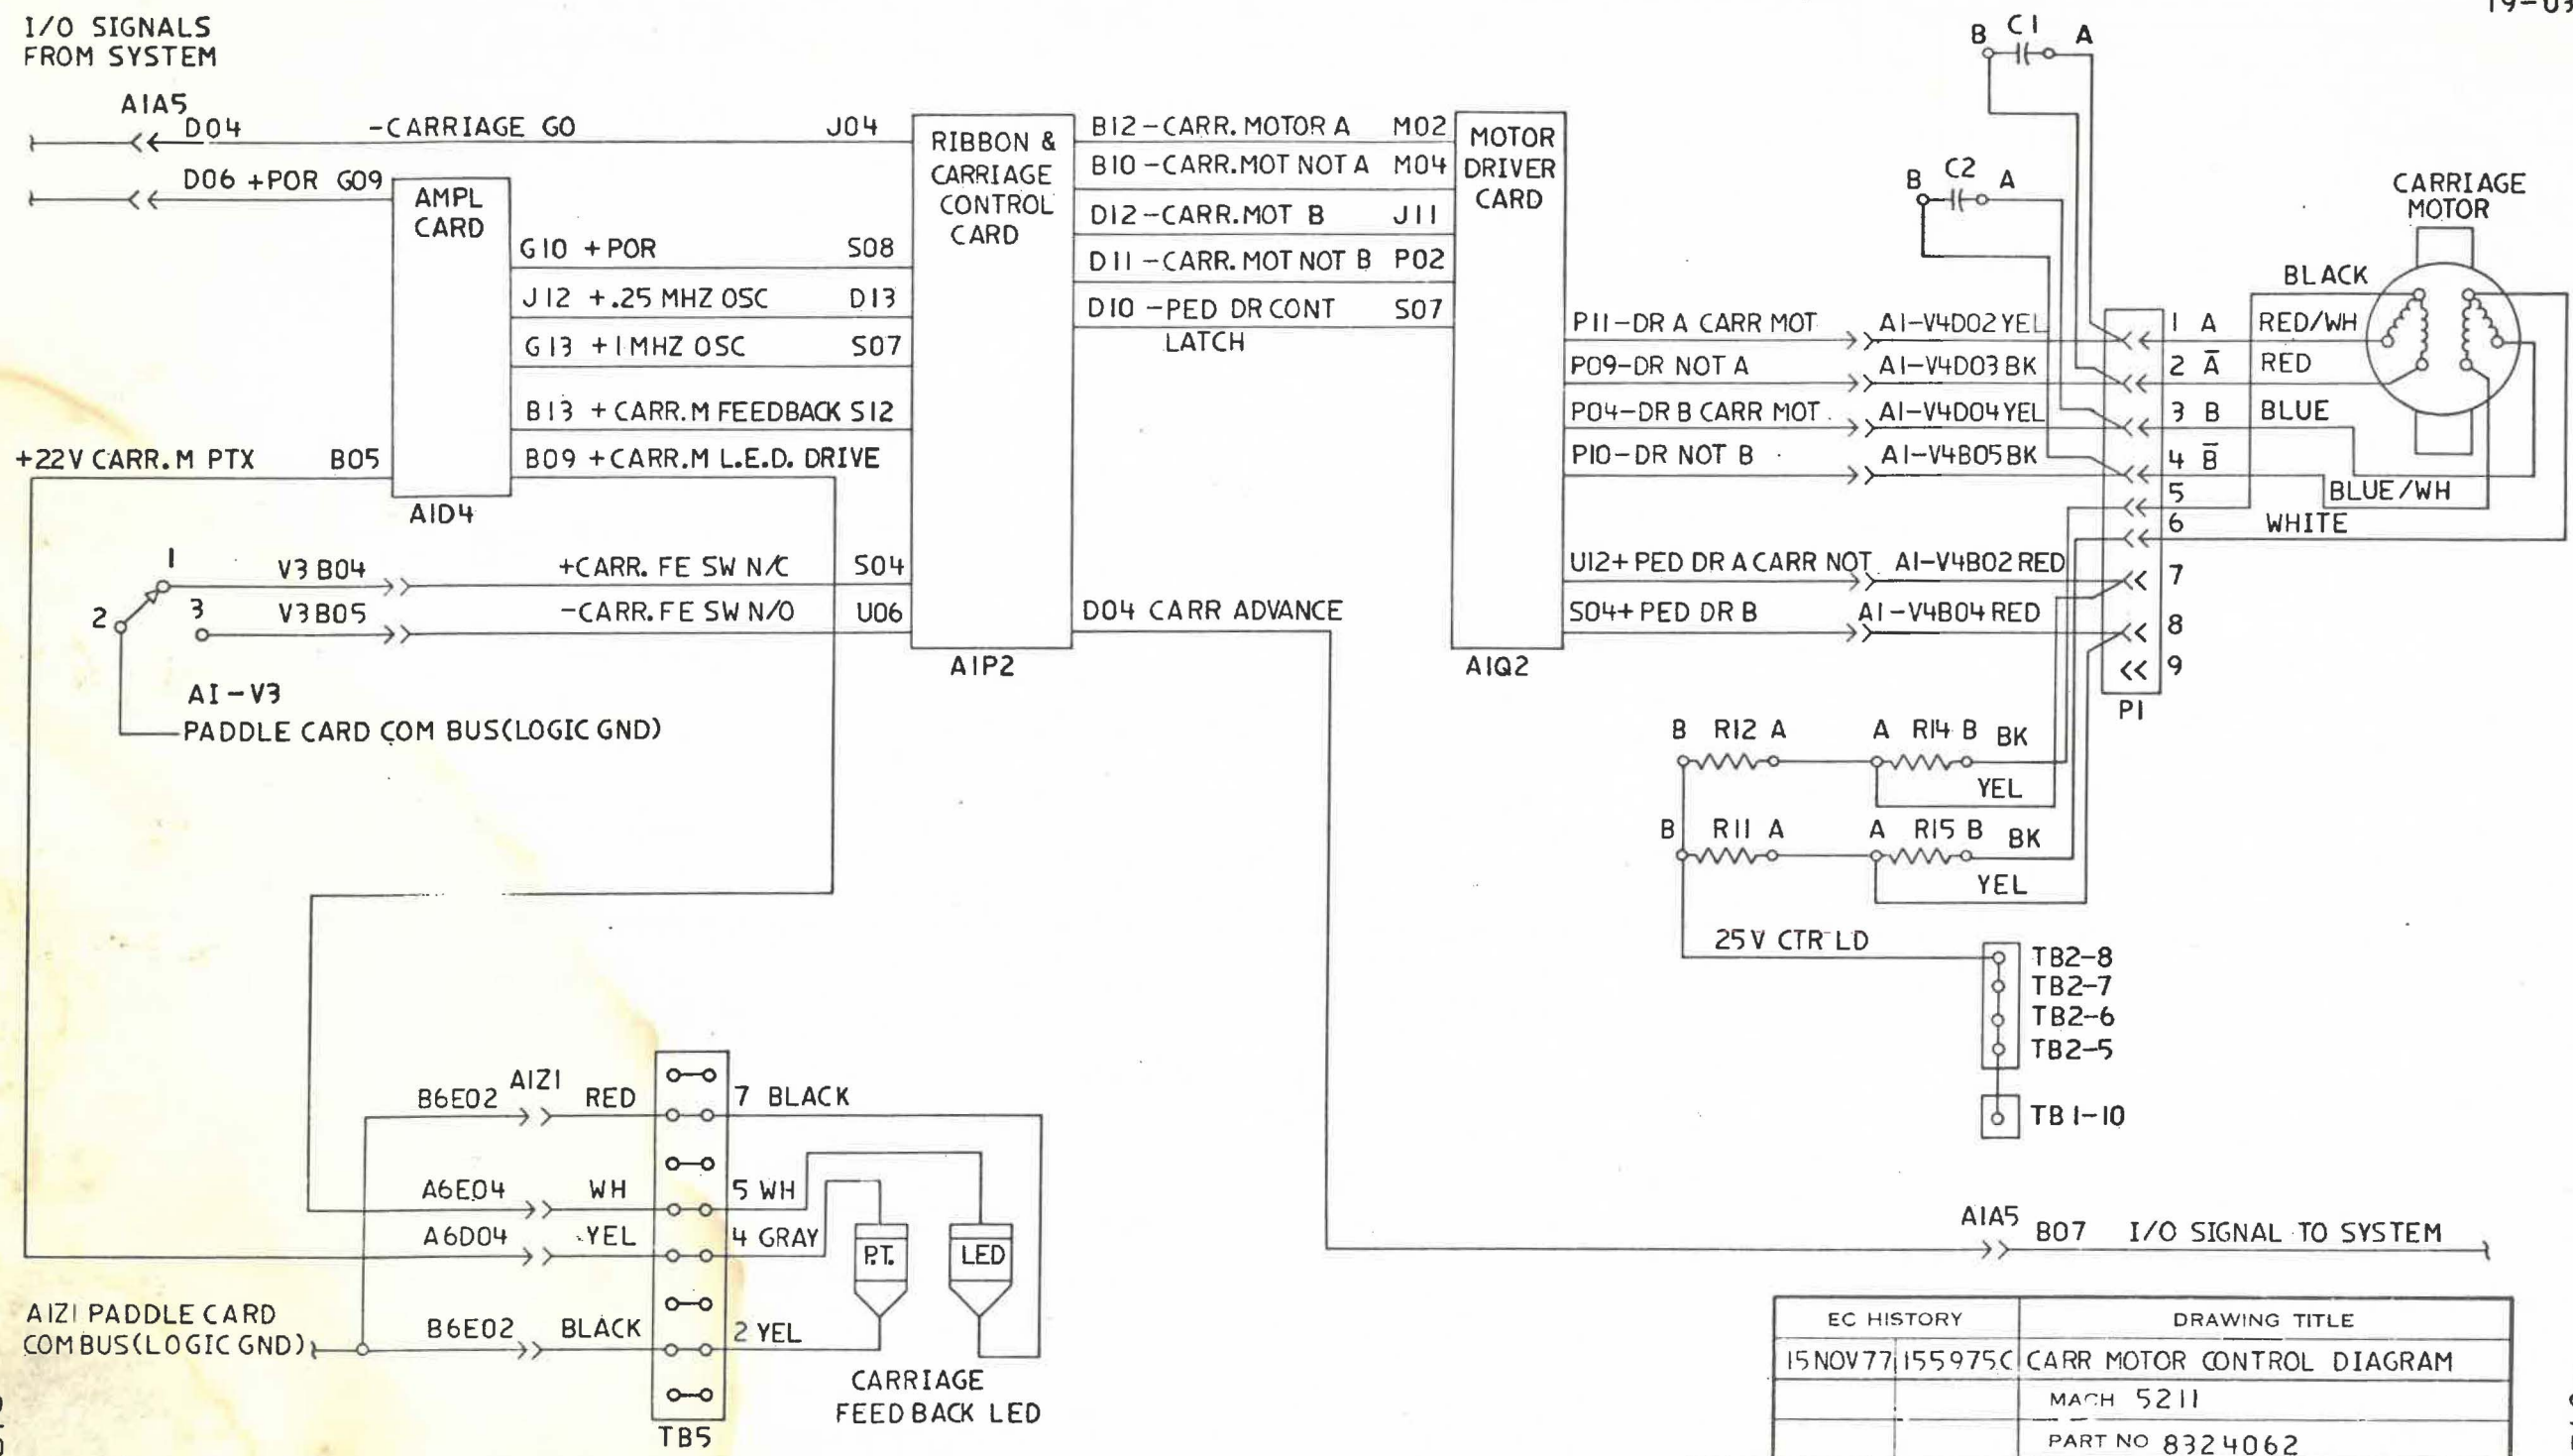 I/O SIGNALS
FROM SYSTEM
A1A5
D04 -CARRIAGE GO J04
D06 +POR G09
AMPL
CARD
G10 +POR S08
J12 +.25 MHZ OSC D13
G13 +1MHZ OSC S07
B13 +CARR.M FEEDBACK S12
B09 +CARR.M L.E.D. DRIVE
+22V CARR.M PTX B05
A1D4
1
V3 B04 +CARR. FE SW N/C S04
2
3
V3B05 -CARR.FE SW N/O U06
A1-V3
PADDLE CARD COM BUS(LOGIC GND)
RIBBON &
CARRIAGE
CONTROL
CARD
A1P2
B12-CARR. MOTOR A M02
B10-CARR.MOT NOT A M04
D12-CARR.MOT B J11
D11-CARR. MOT NOT B P02
D10 -PED DR CONT S07
LATCH
D04 CARR ADVANCE
MOTOR
DRIVER
CARD
A1Q2
P11-DR A CARR MOT A1-V4D02YEL
P09-DR NOT A A1-V4D03 BK
P04-DR B CARR MOT A1-V4D04YEL
P10-DR NOT B A1-V4B05BK
U12+PED DR A CARR NOT A1-V4B02 RED
S04+PED DR B A1-V4B04 RED
B C1 A
B C2 A
CARRIAGE
MOTOR
BLACK
1 A RED/WH
2 A̅ RED
3 B BLUE
4 B̅
BLUE/WH
5
6 WHITE
7
8
9
P1
B R12 A A R14 B BK
YEL
B R11 A A R15 B BK
YEL
25V CTR LD
TB2-8
TB2-7
TB2-6
TB2-5
TB1-10
B6E02 A1Z1 RED 7 BLACK
A6E04 WH 5 WH
A6D04 YEL 4 GRAY
P.T. LED
A1Z1 PADDLE CARD
COM BUS(LOGIC GND)
B6E02 BLACK 2 YEL
TB5
CARRIAGE
FEED BACK LED
A1A5 B07 I/O SIGNAL TO SYSTEM
EC HISTORY DRAWING TITLE
15NOV77 155975C CARR MOTOR CONTROL DIAGRAM
MACH 5211
PART NO 8324062